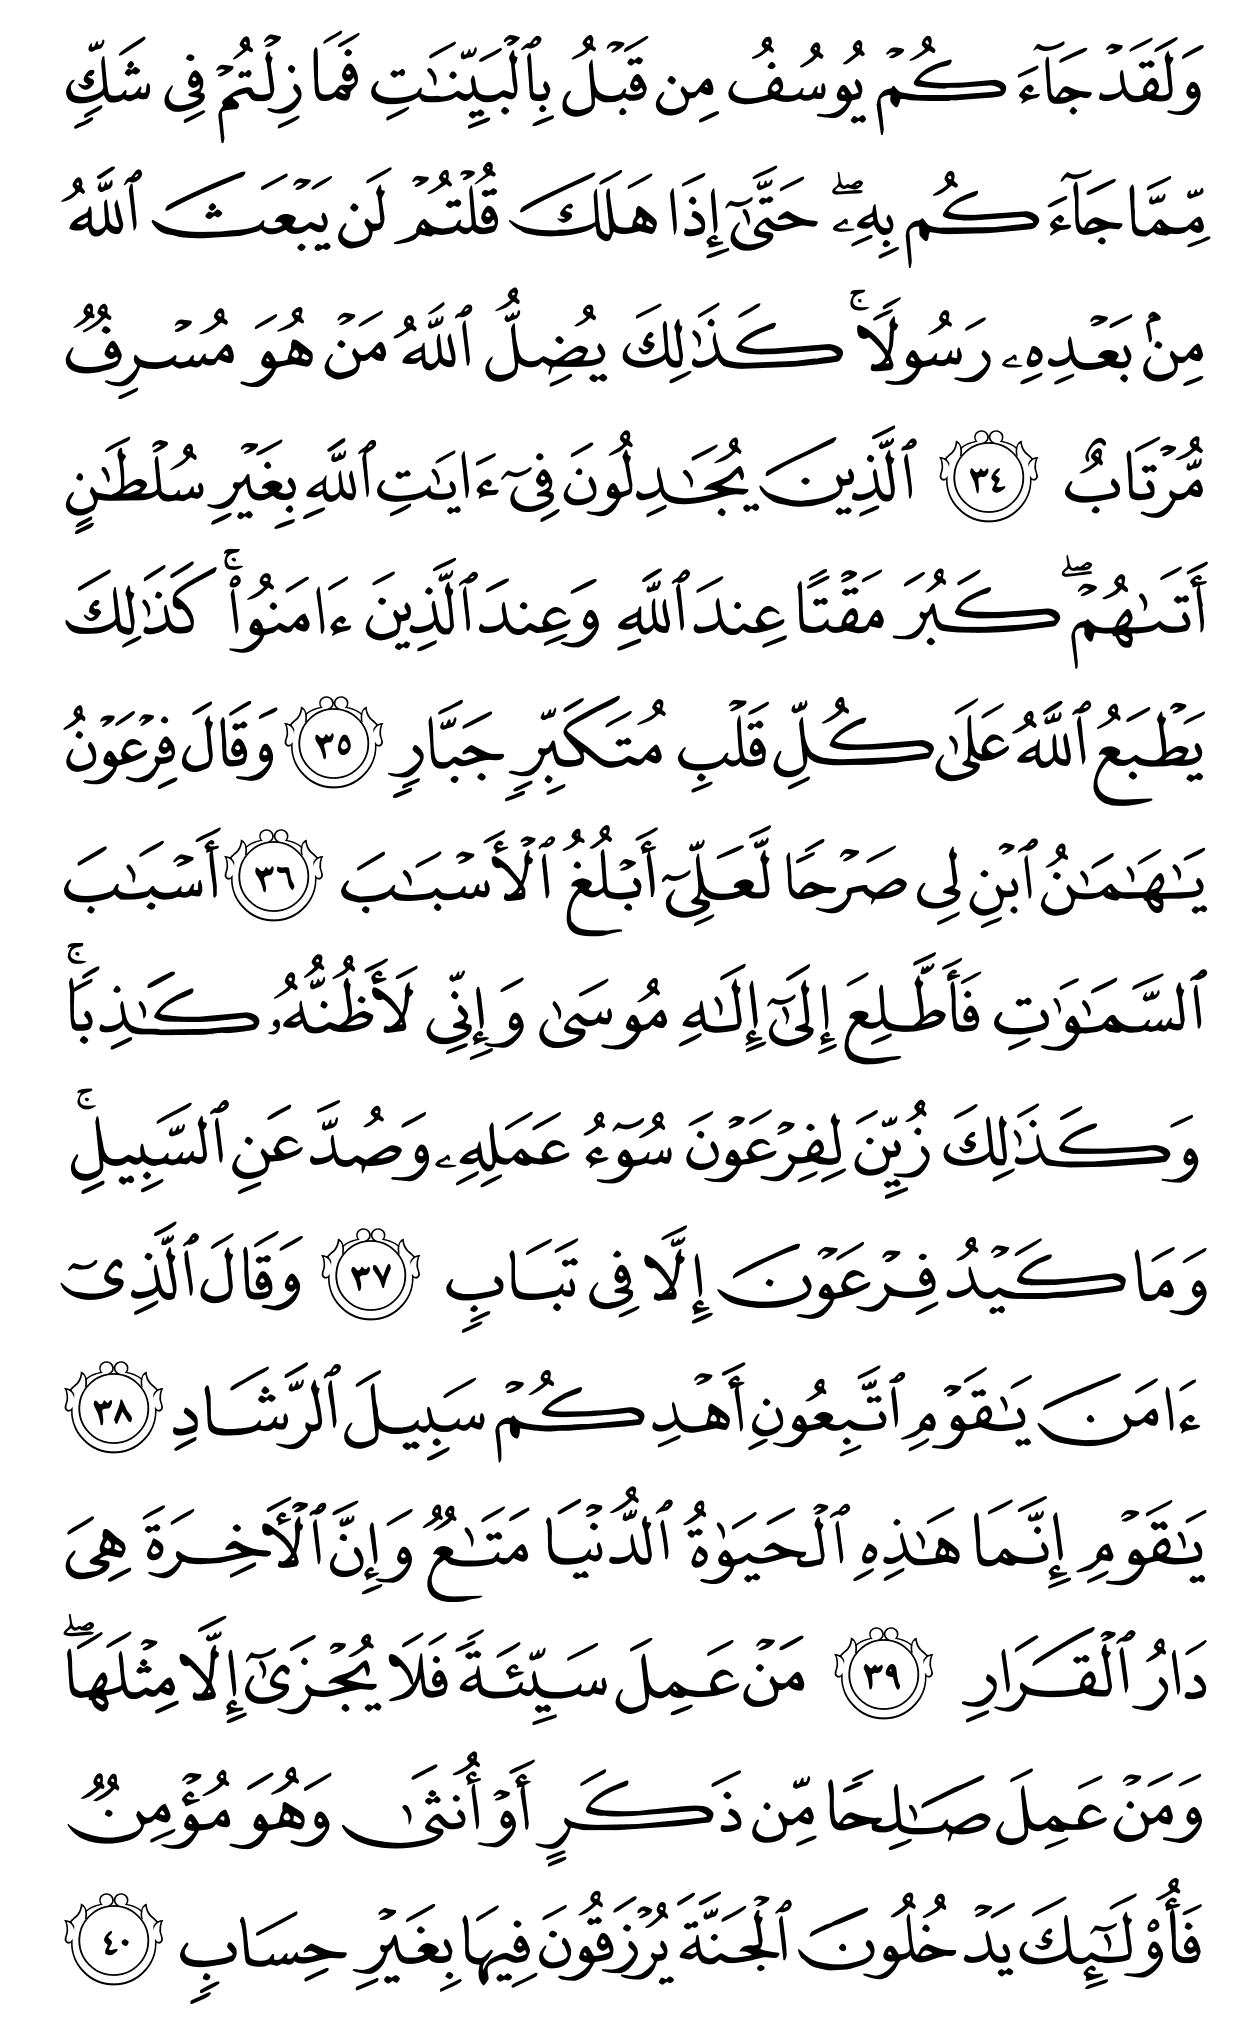 وَلَقَدْ جَآءَكُمْ يُوسُفُ مِن قَبْلُ بِٱلْبَيِّنَٰتِ فَمَا زِلْتُمْ فِى شَكٍّ
مِّمَّا جَآءَكُم بِهِۦ ۖ حَتَّىٰٓ إِذَا هَلَكَ قُلْتُمْ لَن يَبْعَثَ ٱللَّهُ
مِنۢ بَعْدِهِۦ رَسُولًا ۚ كَذَٰلِكَ يُضِلُّ ٱللَّهُ مَنْ هُوَ مُسْرِفٌ
مُّرْتَابٌ ٣٤ ٱلَّذِينَ يُجَٰدِلُونَ فِىٓ ءَايَٰتِ ٱللَّهِ بِغَيْرِ سُلْطَٰنٍ
أَتَىٰهُمْ ۖ كَبُرَ مَقْتًا عِندَ ٱللَّهِ وَعِندَ ٱلَّذِينَ ءَامَنُوا۟ ۚ كَذَٰلِكَ
يَطْبَعُ ٱللَّهُ عَلَىٰ كُلِّ قَلْبِ مُتَكَبِّرٍ جَبَّارٍ ٣٥ وَقَالَ فِرْعَوْنُ
يَٰهَٰمَٰنُ ٱبْنِ لِى صَرْحًا لَّعَلِّىٓ أَبْلُغُ ٱلْأَسْبَٰبَ ٣٦ أَسْبَٰبَ
ٱلسَّمَٰوَٰتِ فَأَطَّلِعَ إِلَىٰٓ إِلَٰهِ مُوسَىٰ وَإِنِّى لَأَظُنُّهُۥ كَٰذِبًا ۚ
وَكَذَٰلِكَ زُيِّنَ لِفِرْعَوْنَ سُوٓءُ عَمَلِهِۦ وَصُدَّ عَنِ ٱلسَّبِيلِ ۚ
وَمَا كَيْدُ فِرْعَوْنَ إِلَّا فِى تَبَابٍ ٣٧ وَقَالَ ٱلَّذِىٓ
ءَامَنَ يَٰقَوْمِ ٱتَّبِعُونِ أَهْدِكُمْ سَبِيلَ ٱلرَّشَادِ ٣٨
يَٰقَوْمِ إِنَّمَا هَٰذِهِ ٱلْحَيَوٰةُ ٱلدُّنْيَا مَتَٰعٌ وَإِنَّ ٱلْأَخِرَةَ هِىَ
دَارُ ٱلْقَرَارِ ٣٩ مَنْ عَمِلَ سَيِّئَةً فَلَا يُجْزَىٰٓ إِلَّا مِثْلَهَا ۖ
وَمَنْ عَمِلَ صَٰلِحًا مِّن ذَكَرٍ أَوْ أُنثَىٰ وَهُوَ مُؤْمِنٌ
فَأُو۟لَٰٓئِكَ يَدْخُلُونَ ٱلْجَنَّةَ يُرْزَقُونَ فِيهَا بِغَيْرِ حِسَابٍ ٤٠